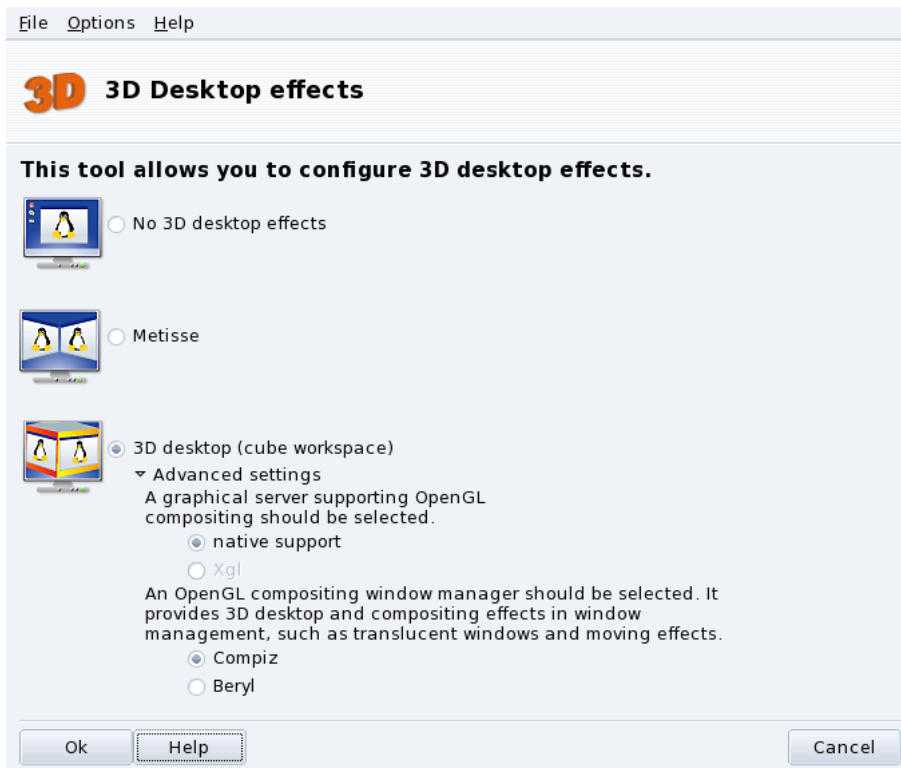 File Options Help
3D 3D Desktop effects
This tool allows you to configure 3D desktop effects.
No 3D desktop effects
Metisse
3D desktop (cube workspace)
Advanced settings
A graphical server supporting OpenGL
compositing should be selected.
native support
Xgl
An OpenGL compositing window manager should be selected. It
provides 3D desktop and compositing effects in window
management, such as translucent windows and moving effects.
Compiz
Beryl
Ok Help Cancel